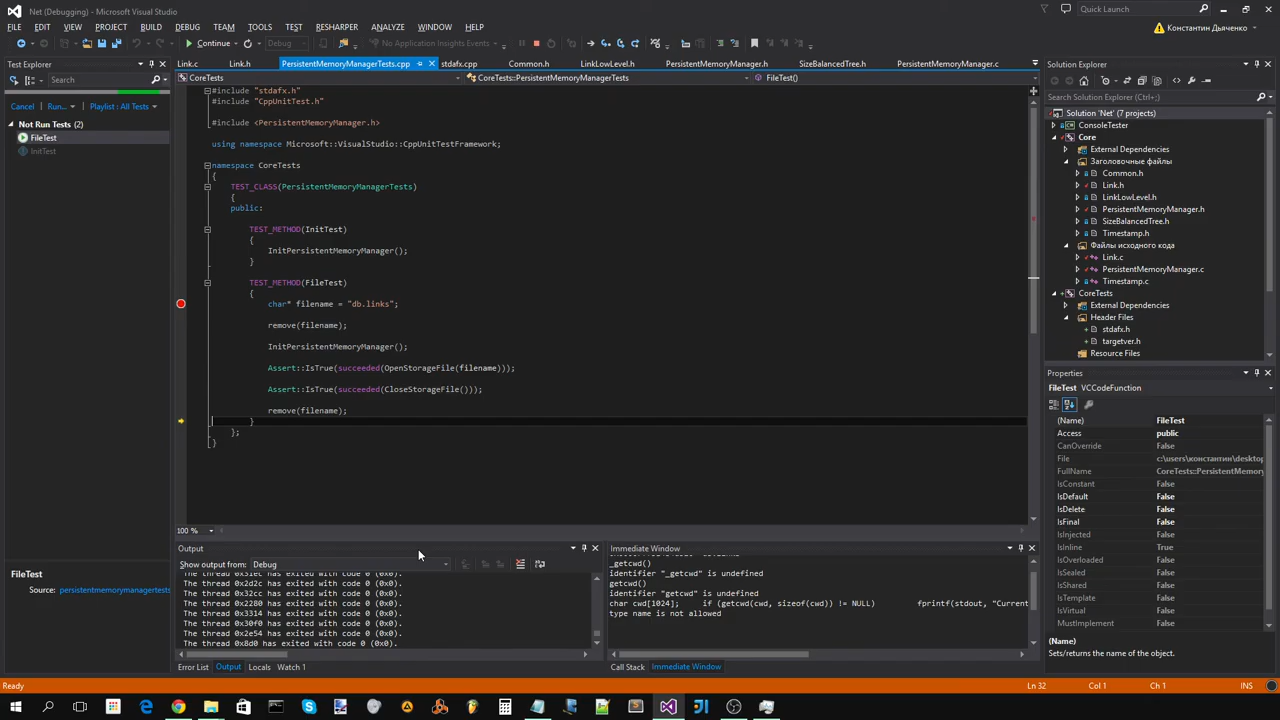 Net (Debugging) - Microsoft Visual Studio
Quick Launch (Ctrl+Q)
FILE EDIT VIEW PROJECT BUILD DEBUG TEAM TOOLS TEST RESHARPER ANALYZE WINDOW HELP
Константин Дьяченко
Continue
Debug
No Application Insights Events
Test Explorer
Search
Cancel Run... Playlist : All Tests
Not Run Tests (2)
FileTest
InitTest
FileTest
Source: persistentmemorymanagertests
Link.c Link.h PersistentMemoryManagerTests.cpp stdafx.cpp Common.h LinkLowLevel.h PersistentMemoryManager.h SizeBalancedTree.h PersistentMemoryManager.c
CoreTests CoreTests::PersistentMemoryManagerTests FileTest()
#include "stdafx.h"
#include "CppUnitTest.h"
#include <PersistentMemoryManager.h>
using namespace Microsoft::VisualStudio::CppUnitTestFramework;
namespace CoreTests
{
TEST_CLASS(PersistentMemoryManagerTests)
{
public:
TEST_METHOD(InitTest)
{
InitPersistentMemoryManager();
}
TEST_METHOD(FileTest)
{
char* filename = "db.links";
remove(filename);
InitPersistentMemoryManager();
Assert::IsTrue(succeeded(OpenStorageFile(filename)));
Assert::IsTrue(succeeded(CloseStorageFile()));
remove(filename);
}
};
}
100 %
Output
Show output from: Debug
The thread 0x2d2c has exited with code 0 (0x0).
The thread 0x32cc has exited with code 0 (0x0).
The thread 0x2280 has exited with code 0 (0x0).
The thread 0x3314 has exited with code 0 (0x0).
The thread 0x30f0 has exited with code 0 (0x0).
The thread 0x2e54 has exited with code 0 (0x0).
The thread 0x8d0 has exited with code 0 (0x0).
Error List Output Locals Watch 1
Immediate Window
_getcwd()
identifier "_getcwd" is undefined
getcwd()
identifier "getcwd" is undefined
char cwd[1024]; if (getcwd(cwd, sizeof(cwd)) != NULL) fprintf(stdout, "Current
type name is not allowed
Call Stack Immediate Window
Solution Explorer
Search Solution Explorer (Ctrl+;)
Solution 'Net' (7 projects)
ConsoleTester
Core
External Dependencies
Заголовочные файлы
Common.h
Link.h
LinkLowLevel.h
PersistentMemoryManager.h
SizeBalancedTree.h
Timestamp.h
Файлы исходного кода
Link.c
PersistentMemoryManager.c
Timestamp.c
CoreTests
External Dependencies
Header Files
stdafx.h
targetver.h
Resource Files
Properties
FileTest VCCodeFunction
(Name) FileTest
Access public
CanOverride False
File c:\users\константин\desktop
FullName CoreTests::PersistentMemory
IsConstant False
IsDefault False
IsDelete False
IsFinal False
IsInjected False
IsInline True
IsOverloaded False
IsSealed False
IsShared False
IsTemplate False
IsVirtual False
MustImplement False
(Name)
Sets/returns the name of the object.
Ready Ln 32 Col 1 Ch 1 INS